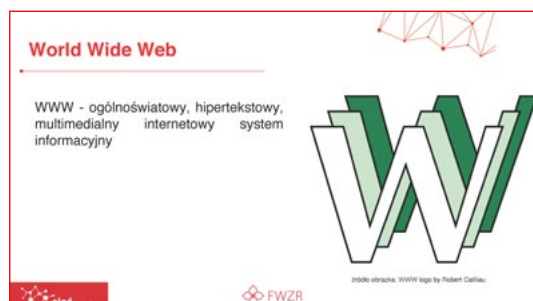 World Wide Web
WWW - ogólnoświatowy, hipertekstowy,
multimedialny internetowy system
informacyjny
źródło obrazka: WWW logo by Robert Cailliau
FWZR